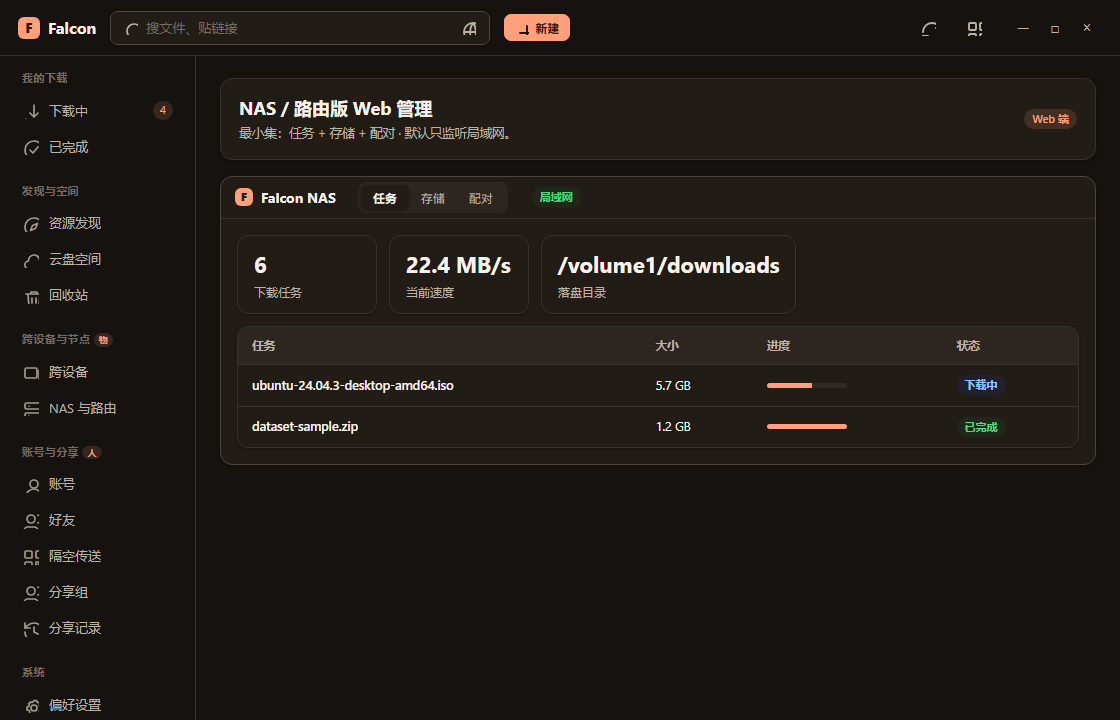 F Falcon
搜文件、贴链接
新建
我的下载
下载中 4
已完成
发现与空间
资源发现
云盘空间
回收站
跨设备与节点 物
跨设备
NAS 与路由
账号与分享 人
账号
好友
隔空传送
分享组
分享记录
系统
偏好设置
NAS / 路由版 Web 管理
最小集：任务 + 存储 + 配对 · 默认只监听局域网。
Web 端
F Falcon NAS 任务 存储 配对 局域网
6
下载任务
22.4 MB/s
当前速度
/volume1/downloads
落盘目录
任务 大小 进度 状态
ubuntu-24.04.3-desktop-amd64.iso 5.7 GB 下载中
dataset-sample.zip 1.2 GB 已完成